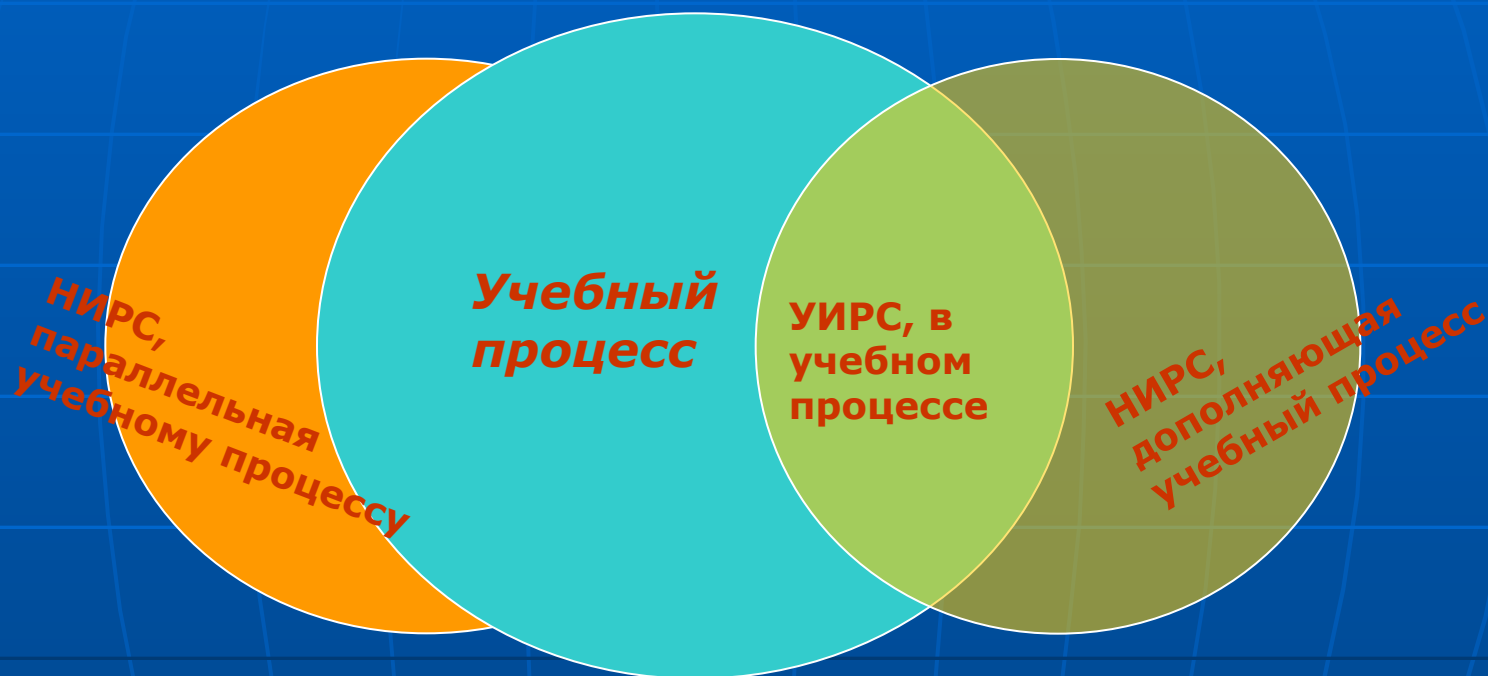 НИРС,
параллельная
учебному процессу
Учебный
процесс
УИРС, в
учебном
процессе
НИРС,
дополняющая
учебный процесс